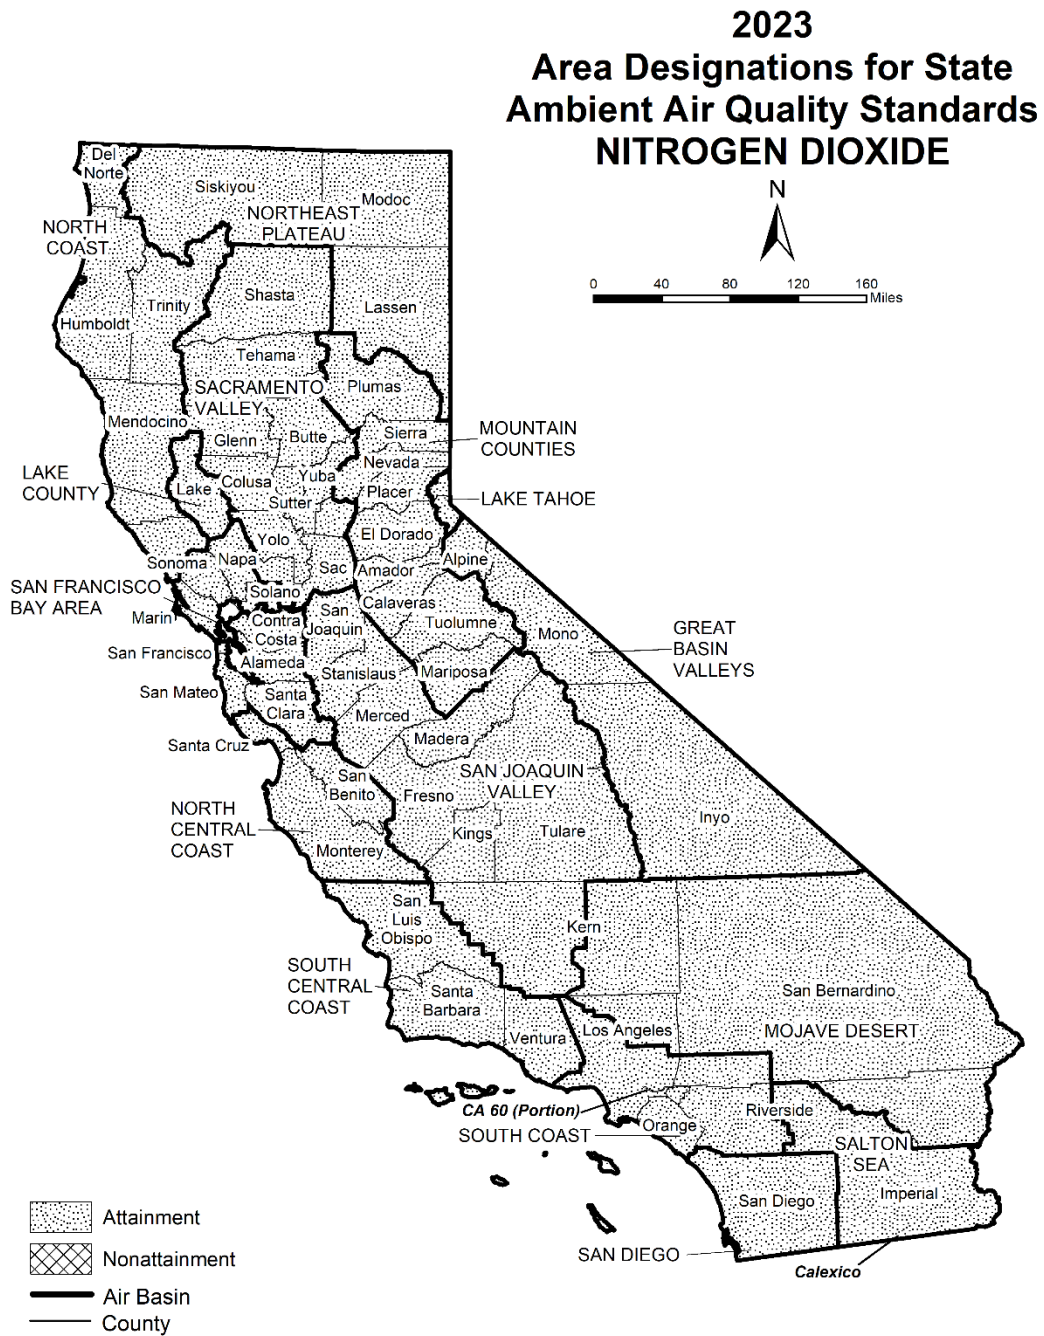 2023
Area Designations for State
Ambient Air Quality Standards
NITROGEN DIOXIDE
N
0 40 80 120 160
Miles
Del
Norte
Siskiyou
Modoc
NORTH
COAST
NORTHEAST
PLATEAU
Shasta
Trinity
Lassen
Humboldt
Tehama
Plumas
SACRAMENTO
VALLEY
Mendocino
Glenn
Butte
Sierra
MOUNTAIN
COUNTIES
Nevada
LAKE
COUNTY
Lake
Colusa
Yuba
Placer
LAKE TAHOE
Sutter
Yolo
El Dorado
Sonoma
Napa
Sac
Amador
Alpine
SAN FRANCISCO
BAY AREA
Solano
Marin
Contra
Costa
San
Joaquin
Calaveras
Tuolumne
Mono
GREAT
BASIN
VALLEYS
San Francisco
Alameda
Stanislaus
Mariposa
San Mateo
Santa
Clara
Merced
Santa Cruz
Madera
San
Benito
SAN JOAQUIN
VALLEY
Fresno
NORTH
CENTRAL
COAST
Kings
Tulare
Inyo
Monterey
San
Luis
Obispo
Kern
SOUTH
CENTRAL
COAST
Santa
Barbara
San Bernardino
Ventura
Los Angeles
MOJAVE DESERT
CA 60 (Portion)
Riverside
SOUTH COAST
Orange
SALTON
SEA
San Diego
Imperial
SAN DIEGO
Calexico
Attainment
Nonattainment
Air Basin
County